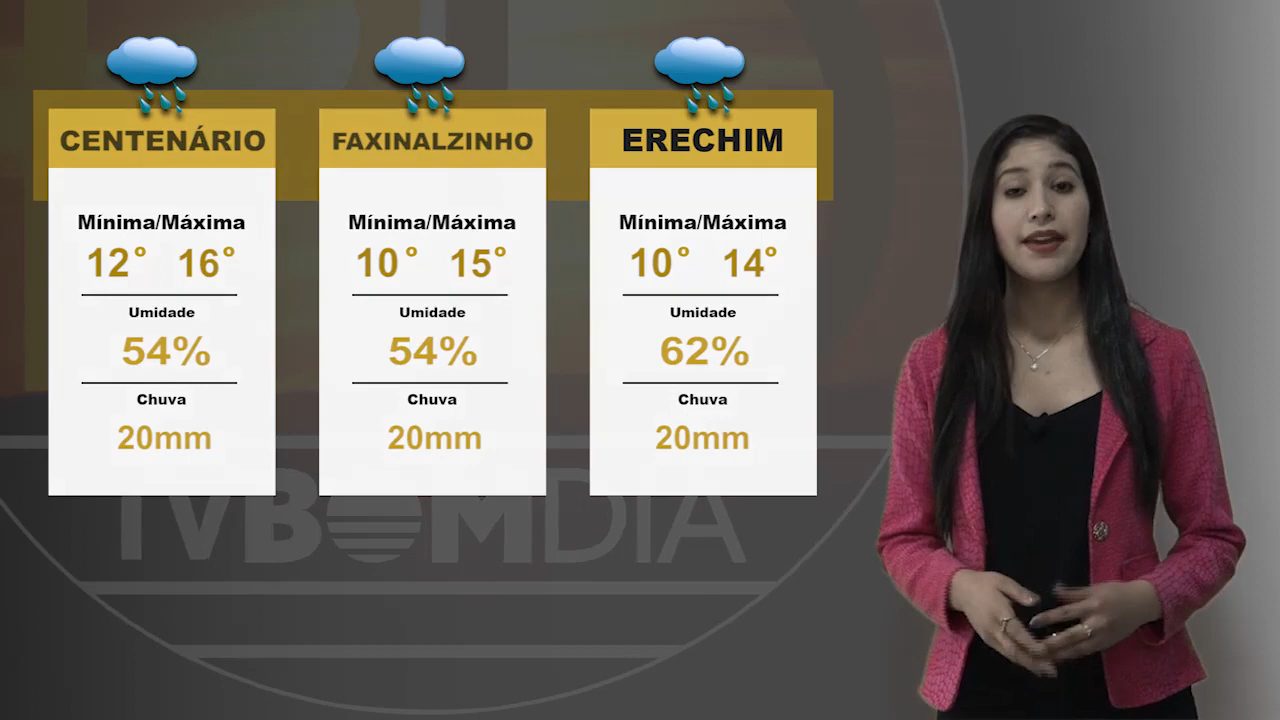 CENTENÁRIO
Mínima/Máxima
12° 16°
Umidade
54%
Chuva
20mm
FAXINALZINHO
Mínima/Máxima
10° 15°
Umidade
54%
Chuva
20mm
ERECHIM
Mínima/Máxima
10° 14°
Umidade
62%
Chuva
20mm
TVBOMDIA